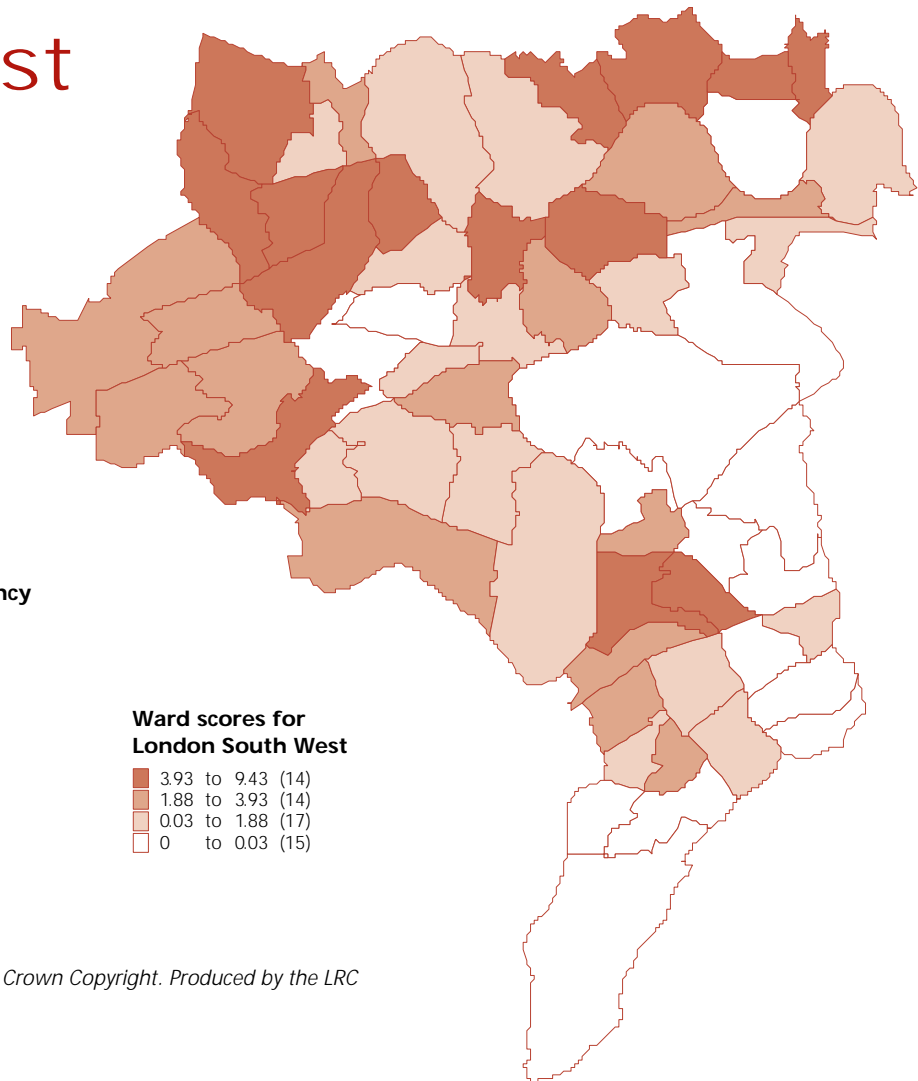 st
ncy
Ward scores for
London South West
3.93 to 9.43 (14)
1.88 to 3.93 (14)
0.03 to 1.88 (17)
0 to 0.03 (15)
Crown Copyright. Produced by the LRC